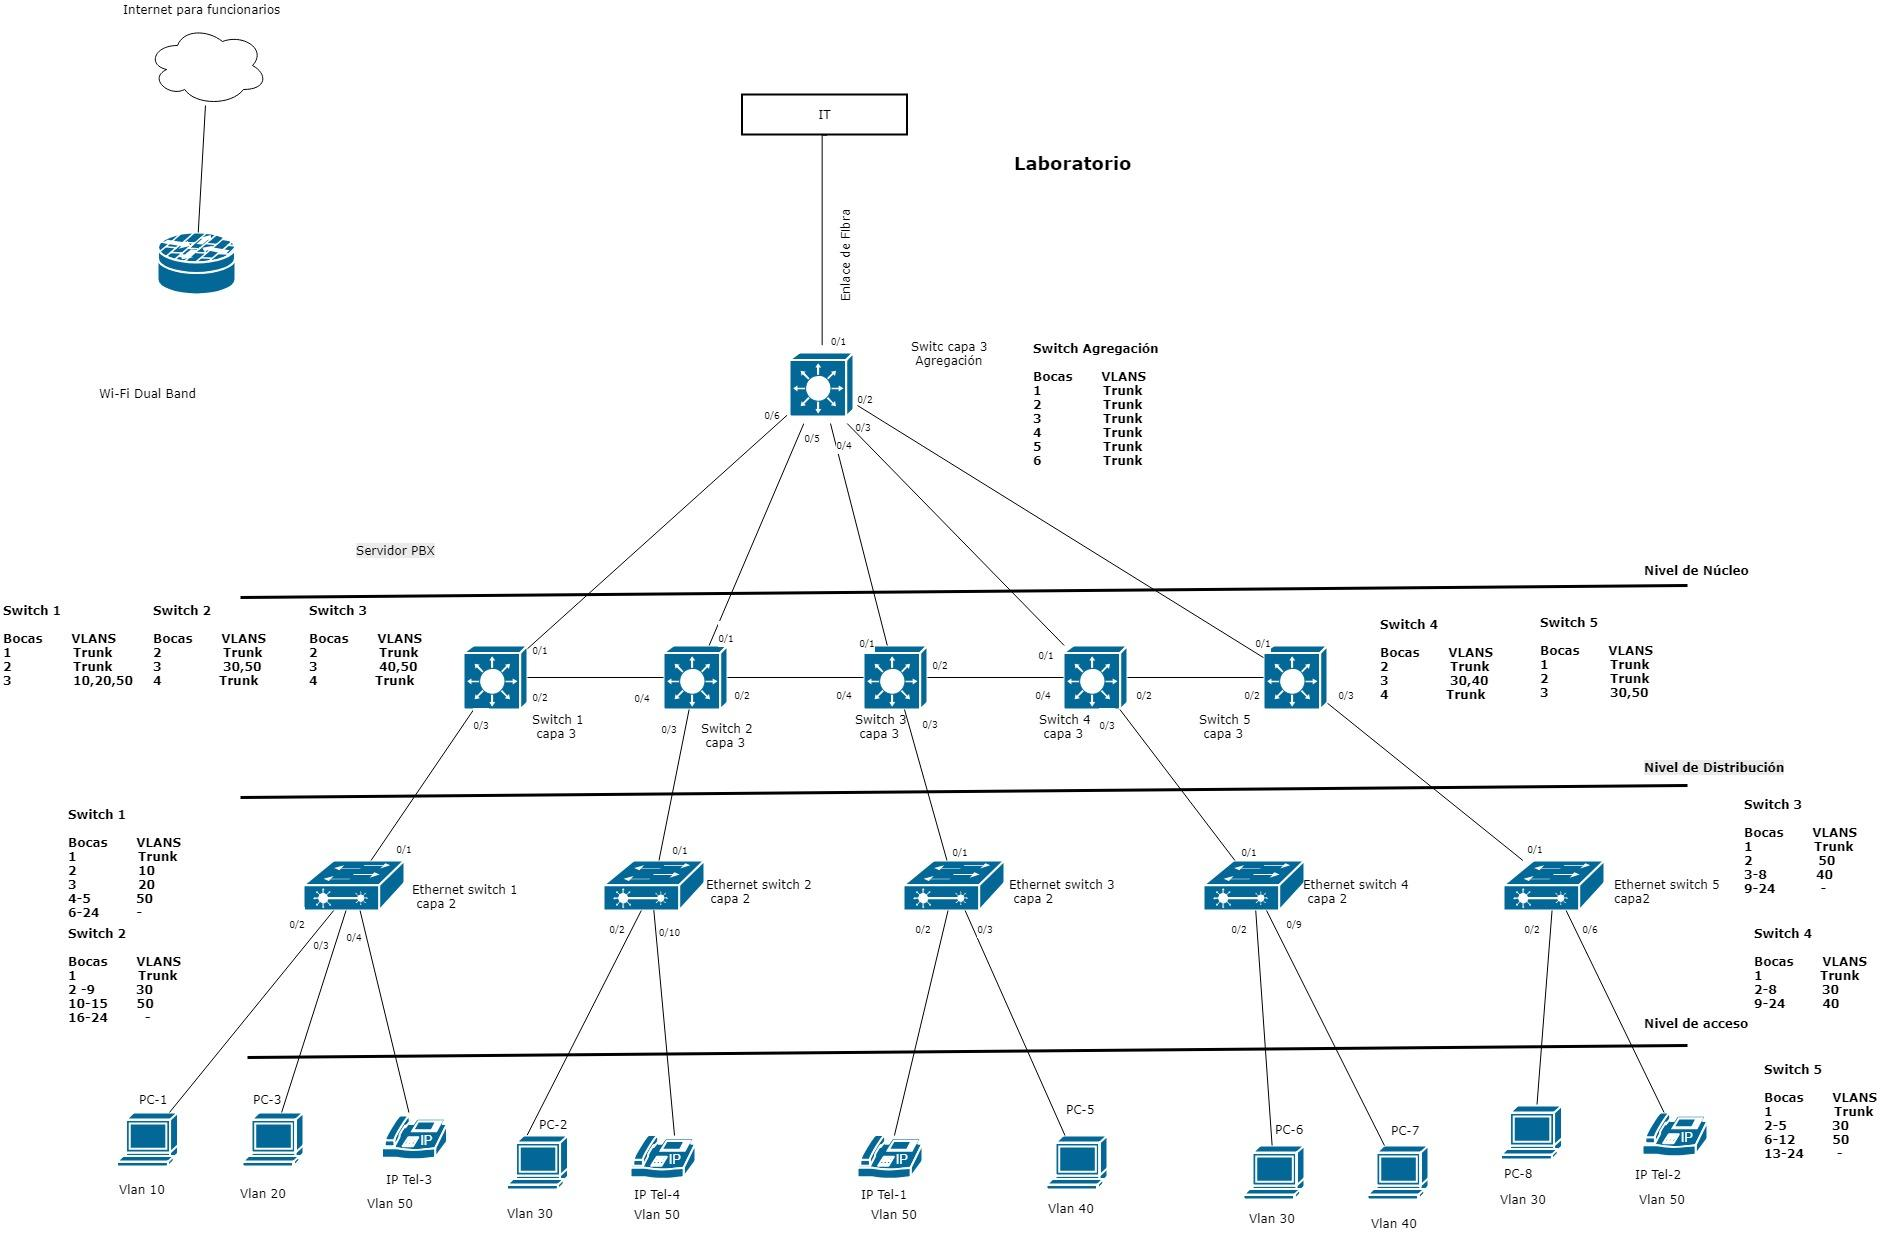 Internet para funcionarios
IT
Laboratorio
Enlace de FIbra
Wi-Fi Dual Band
0/1
Switc capa 3
Agregación
Switch Agregación
Bocas VLANS
1 Trunk
2 Trunk
3 Trunk
4 Trunk
5 Trunk
6 Trunk
0/2
0/6
0/3
0/5
0/4
Servidor PBX
Nivel de Núcleo
Switch 1
Bocas VLANS
1 Trunk
2 Trunk
3 10,20,50
Switch 2
Bocas VLANS
2 Trunk
3 30,50
4 Trunk
Switch 3
Bocas VLANS
2 Trunk
3 40,50
4 Trunk
Switch 4
Bocas VLANS
2 Trunk
3 30,40
4 Trunk
Switch 5
Bocas VLANS
1 Trunk
2 Trunk
3 30,50
0/1
0/2
0/3
Switch 1
capa 3
0/1
0/4
0/2
0/3
Switch 2
capa 3
0/1
0/2
0/4
0/3
Switch 3
capa 3
0/1
0/4
0/2
0/3
Switch 4
capa 3
0/1
0/2
0/3
Switch 5
capa 3
Nivel de Distribución
Switch 1
Bocas VLANS
1 Trunk
2 10
3 20
4-5 50
6-24 -
Switch 2
Bocas VLANS
1 Trunk
2 -9 30
10-15 50
16-24 -
Switch 3
Bocas VLANS
1 Trunk
2 50
3-8 40
9-24 -
Switch 4
Bocas VLANS
1 Trunk
2-8 30
9-24 40
0/1
Ethernet switch 1
capa 2
0/2
0/3
0/4
0/1
Ethernet switch 2
capa 2
0/2
0/10
0/1
Ethernet switch 3
capa 2
0/2
0/3
0/1
Ethernet switch 4
capa 2
0/2
0/9
0/1
Ethernet switch 5
capa2
0/2
0/6
Nivel de acceso
Switch 5
Bocas VLANS
1 Trunk
2-5 30
6-12 50
13-24 -
PC-1
Vlan 10
PC-3
Vlan 20
IP
IP Tel-3
Vlan 50
PC-2
Vlan 30
IP
IP Tel-4
Vlan 50
IP
IP Tel-1
Vlan 50
PC-5
Vlan 40
PC-6
Vlan 30
PC-7
Vlan 40
PC-8
Vlan 30
IP
IP Tel-2
Vlan 50